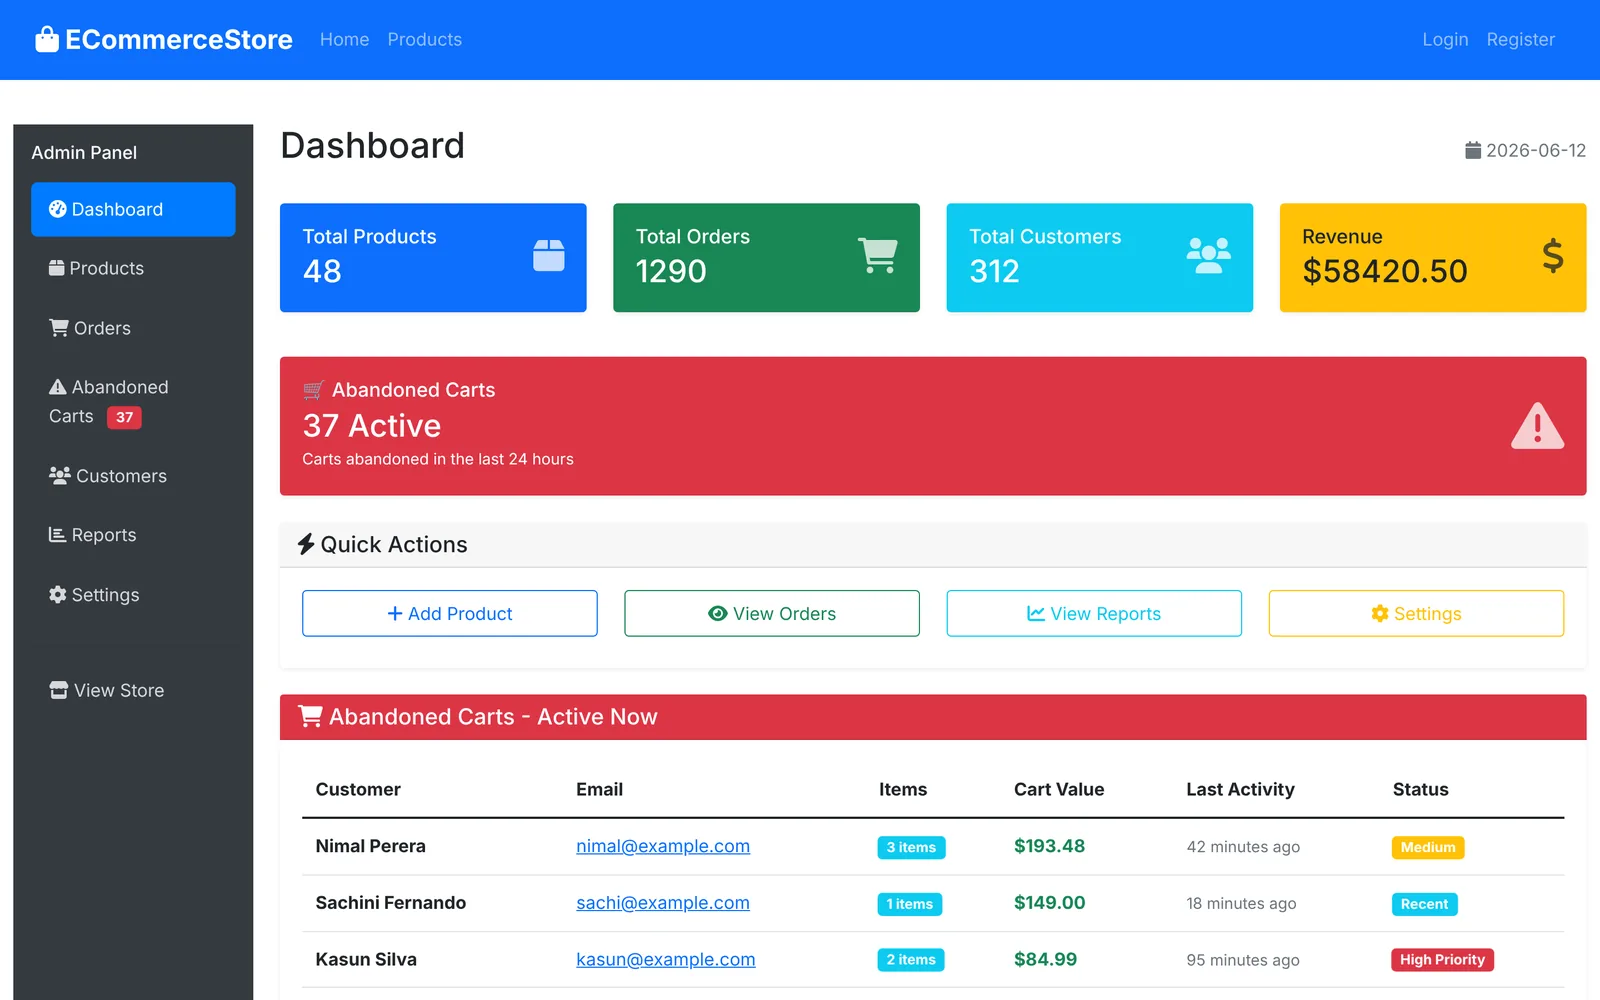 ECommerceStore Home Products Login Register
Admin Panel
Dashboard
Products
Orders
Abandoned
Carts 37
Customers
Reports
Settings
View Store
Dashboard
2026-06-12
Total Products
48
Total Orders
1290
Total Customers
312
Revenue
$58420.50
Abandoned Carts
37 Active
Carts abandoned in the last 24 hours
Quick Actions
Add Product
View Orders
View Reports
Settings
Abandoned Carts - Active Now
Customer Email Items Cart Value Last Activity Status
Nimal Perera nimal@example.com 3 items $193.48 42 minutes ago Medium
Sachini Fernando sachi@example.com 1 items $149.00 18 minutes ago Recent
Kasun Silva kasun@example.com 2 items $84.99 95 minutes ago High Priority